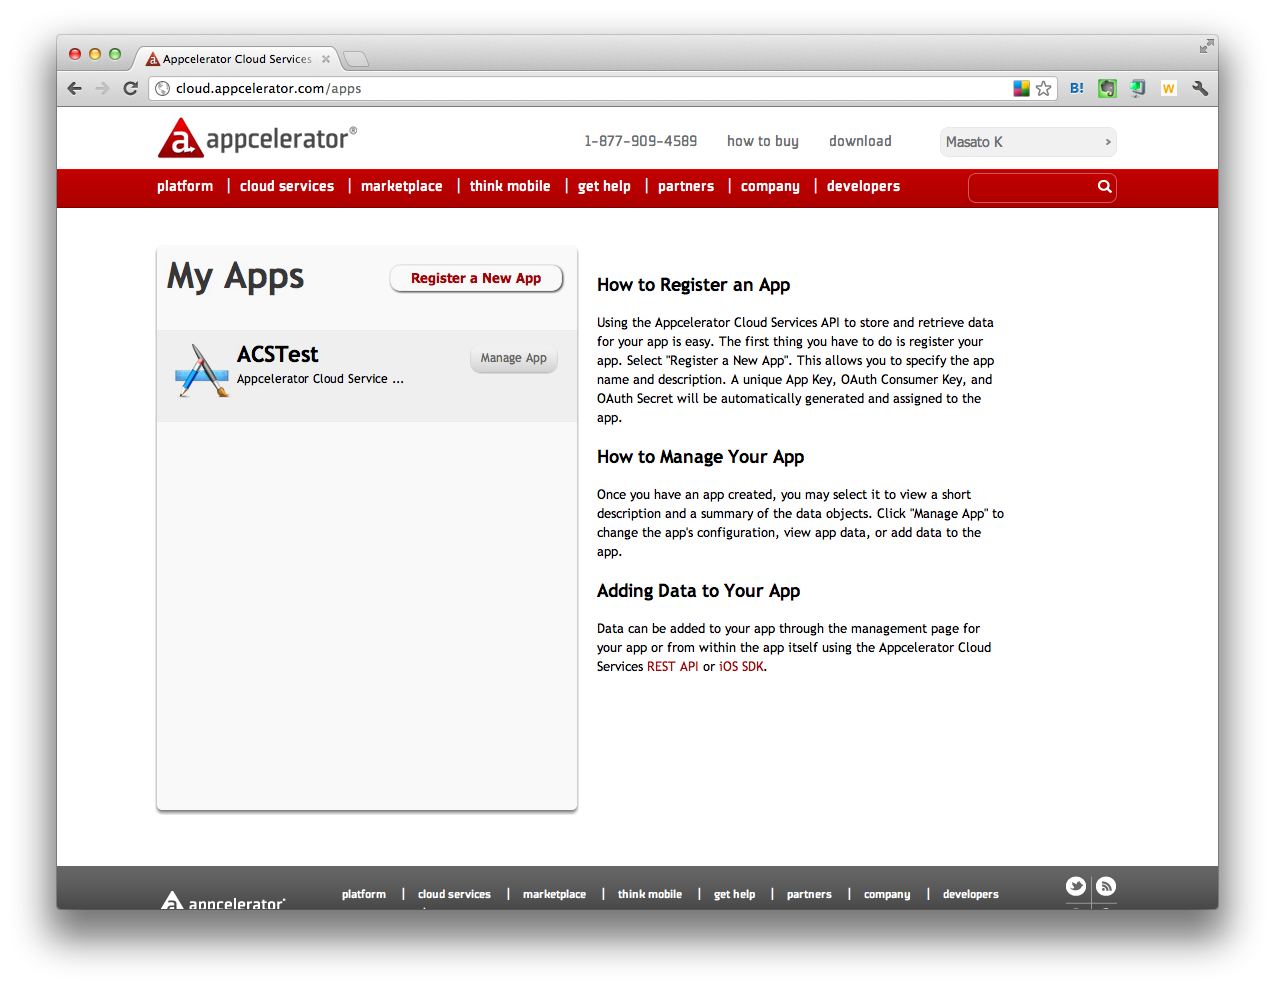 Appcelerator Cloud Services
cloud.appcelerator.com/apps
B!
W
a appcelerator®
1-877-909-4589 how to buy download
Masato K ›
platform | cloud services | marketplace | think mobile | get help | partners | company | developers
My Apps
Register a New App
ACSTest
Appcelerator Cloud Service ...
Manage App
How to Register an App
Using the Appcelerator Cloud Services API to store and retrieve data
for your app is easy. The first thing you have to do is register your
app. Select "Register a New App". This allows you to specify the app
name and description. A unique App Key, OAuth Consumer Key, and
OAuth Secret will be automatically generated and assigned to the
app.
How to Manage Your App
Once you have an app created, you may select it to view a short
description and a summary of the data objects. Click "Manage App" to
change the app's configuration, view app data, or add data to the
app.
Adding Data to Your App
Data can be added to your app through the management page for
your app or from within the app itself using the Appcelerator Cloud
Services REST API or iOS SDK.
appcelerator
platform | cloud services | marketplace | think mobile | get help | partners | company | developers